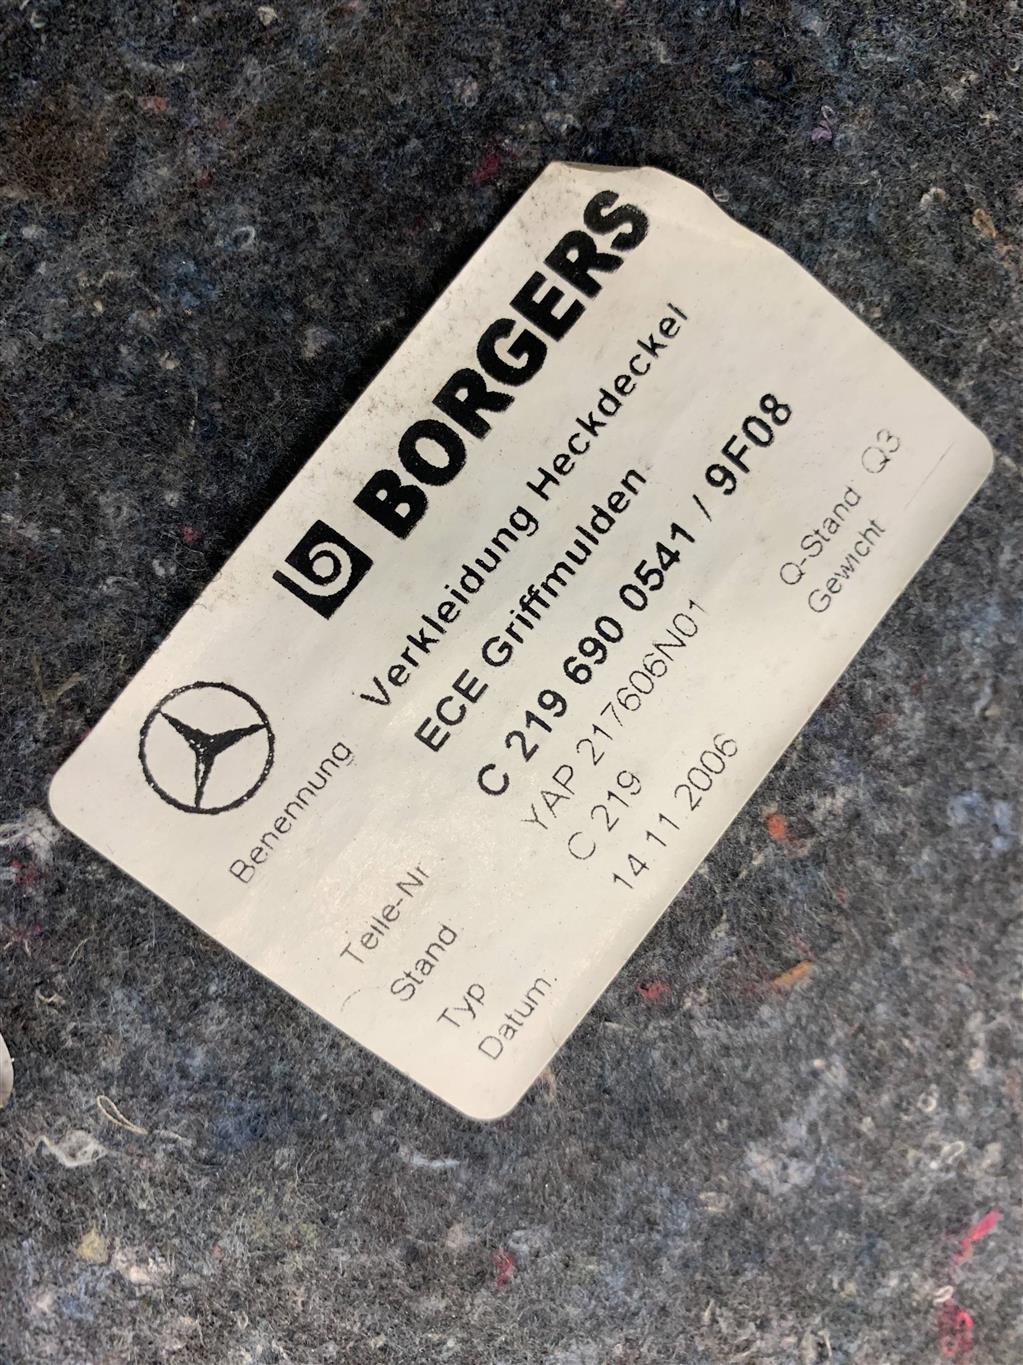 BORGERS
Benennung Verkleidung Heckdeckel
ECE Griffmulden
Teile-Nr C 219 690 0541 / 9F08
Stand YAP 217606N01
Typ C 219 Q-Stand Q3
Datum. 14 11 2006 Gewicht